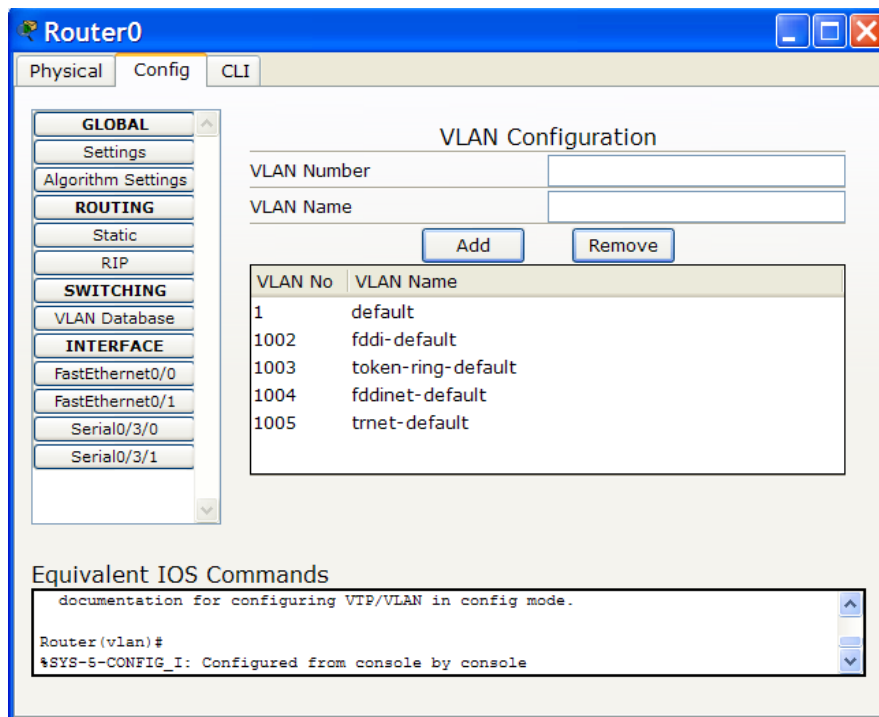 Router0
Physical Config CLI
GLOBAL
Settings
Algorithm Settings
ROUTING
Static
RIP
SWITCHING
VLAN Database
INTERFACE
FastEthernet0/0
FastEthernet0/1
Serial0/3/0
Serial0/3/1
VLAN Configuration
VLAN Number
VLAN Name
Add Remove
VLAN No VLAN Name
1 default
1002 fddi-default
1003 token-ring-default
1004 fddinet-default
1005 trnet-default
Equivalent IOS Commands
documentation for configuring VTP/VLAN in config mode.
Router(vlan)#
%SYS-5-CONFIG_I: Configured from console by console